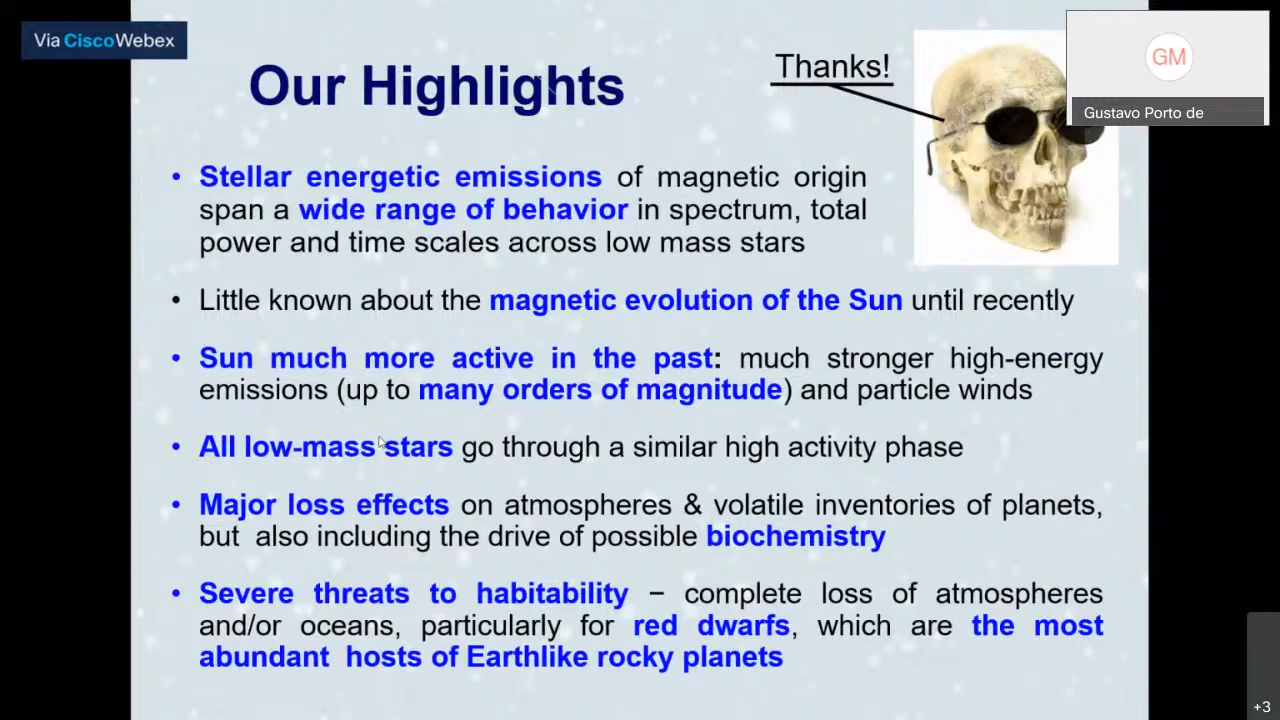 Via CiscoWebex
Our Highlights
Thanks!
GM
Gustavo Porto de
• Stellar energetic emissions of magnetic origin
span a wide range of behavior in spectrum, total
power and time scales across low mass stars
• Little known about the magnetic evolution of the Sun until recently
• Sun much more active in the past: much stronger high-energy
emissions (up to many orders of magnitude) and particle winds
• All low-mass stars go through a similar high activity phase
• Major loss effects on atmospheres & volatile inventories of planets,
but also including the drive of possible biochemistry
• Severe threats to habitability – complete loss of atmospheres
and/or oceans, particularly for red dwarfs, which are the most
abundant hosts of Earthlike rocky planets
+3